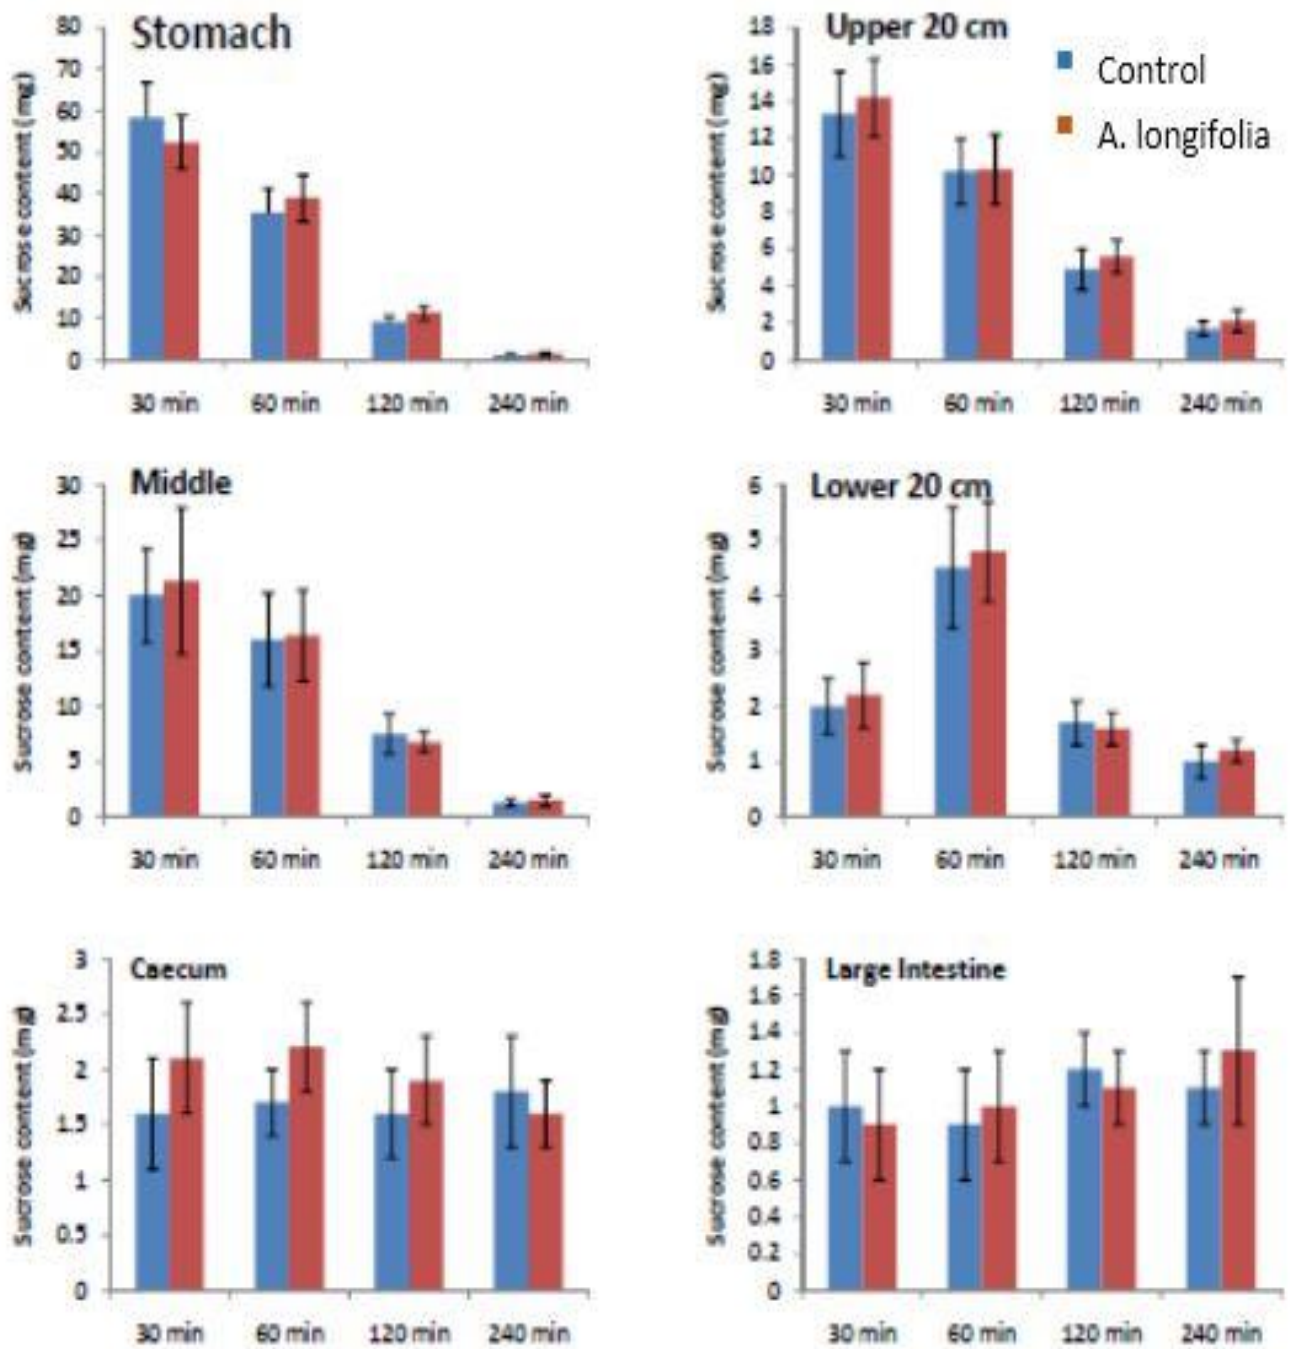 Stomach
Sucrose content (mg)
80
70
60
50
40
30
20
10
0
30 min 60 min 120 min 240 min
Upper 20 cm
Control
A. longifolia
Sucrose content (mg)
18
16
14
12
10
8
6
4
2
0
30 min 60 min 120 min 240 min
Middle
Sucrose content (mg)
30
25
20
15
10
5
0
30 min 60 min 120 min 240 min
Lower 20 cm
Sucrose content (mg)
6
5
4
3
2
1
0
30 min 60 min 120 min 240 min
Caecum
Sucrose content (mg)
3
2.5
2
1.5
1
0.5
0
30 min 60 min 120 min 240 min
Large Intestine
Sucrose content (mg)
1.8
1.6
1.4
1.2
1
0.8
0.6
0.4
0.2
0
30 min 60 min 120 min 240 min